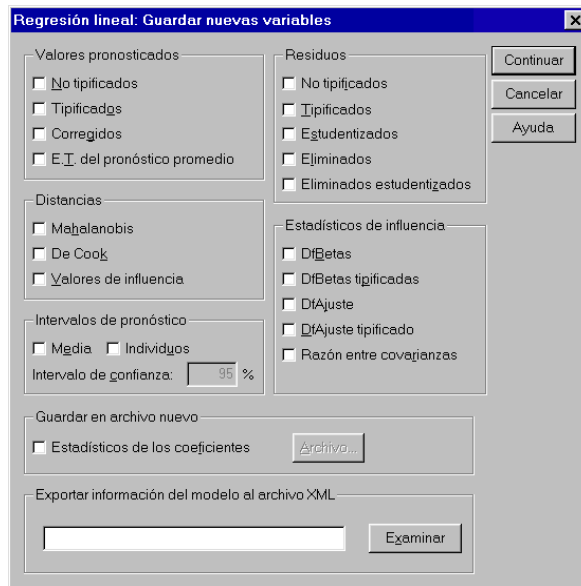 Regresión lineal: Guardar nuevas variables
Valores pronosticados
No tipificados
Tipificados
Corregidos
E.T. del pronóstico promedio
Residuos
No tipificados
Tipificados
Estudentizados
Eliminados
Eliminados estudentizados
Continuar
Cancelar
Ayuda
Distancias
Mahalanobis
De Cook
Valores de influencia
Estadísticos de influencia
DfBetas
DfBetas tipificadas
DfAjuste
DfAjuste tipificado
Razón entre covarianzas
Intervalos de pronóstico
Media Individuos
Intervalo de confianza: 95 %
Guardar en archivo nuevo
Estadísticos de los coeficientes Archivo...
Exportar información del modelo al archivo XML
Examinar